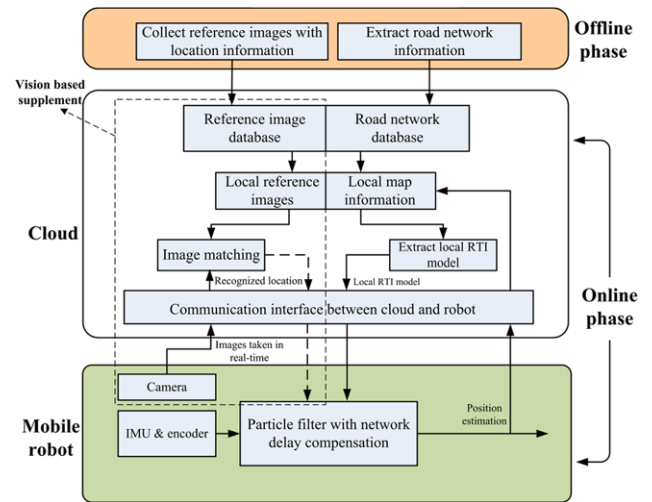 Collect reference images with
location information
Extract road network
information
Offline
phase
Vision based
supplement
Reference image
database
Road network
database
Local reference
images
Local map
information
Cloud
Image matching
Extract local RTI
model
Recognized location
Local RTI model
Communication interface between cloud and robot
Online
phase
Images taken in
real-time
Camera
Mobile
robot
IMU & encoder
Particle filter with network
delay compensation
Position
estimation